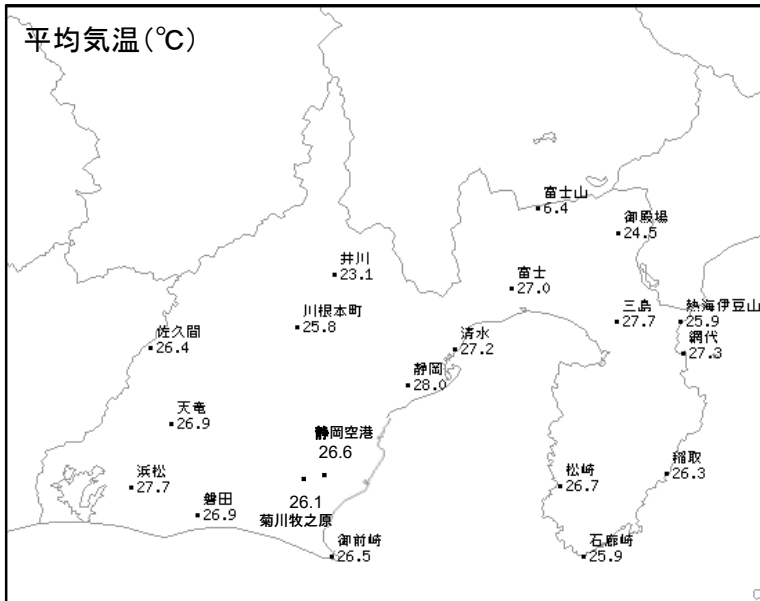 平均気温(℃)
富士山
6.4
御殿場
24.5
井川
23.1
富士
27.0
川根本町
25.8
三島
27.7
熱海伊豆山
25.9
佐久間
26.4
清水
27.2
網代
27.3
静岡
28.0
天竜
26.9
静岡空港
26.6
浜松
27.7
松崎
26.7
稲取
26.3
磐田
26.9
26.1
菊川牧之原
御前崎
26.5
石廊崎
25.9